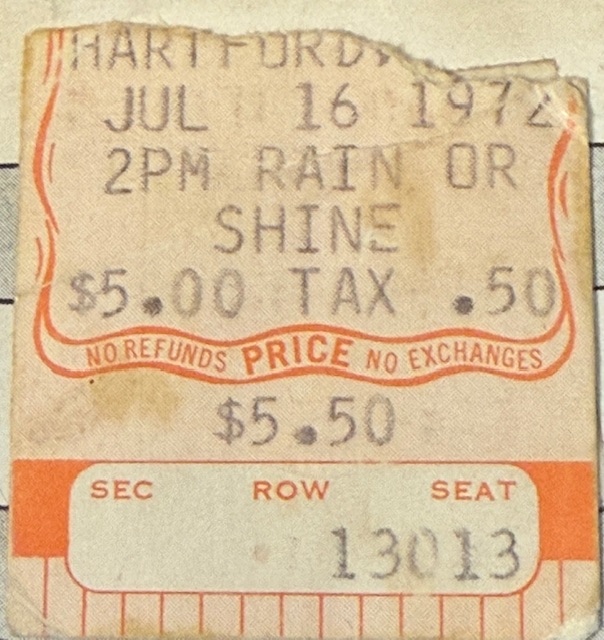 HARTFORD,
JUL 16 1972
2PM RAIN OR
SHINE
$5.00 TAX .50
NO REFUNDS PRICE NO EXCHANGES
$5.50
SEC ROW SEAT
13013